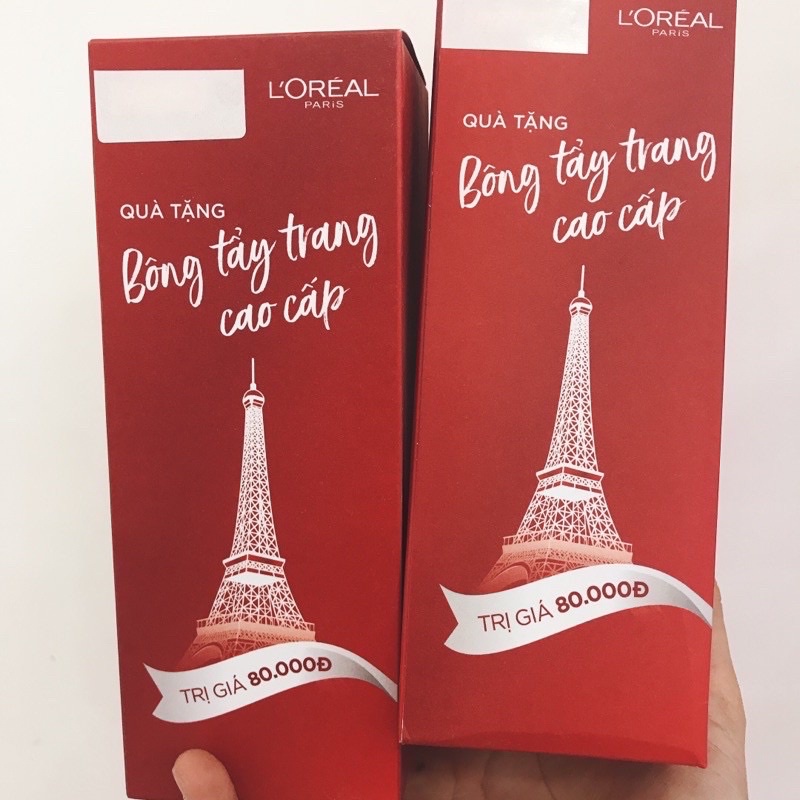 L'ORÉAL
PARIS
QUÀ TẶNG
Bông tẩy trang
cao cấp
TRỊ GIÁ 80.000Đ
L'ORÉAL
PARIS
QUÀ TẶNG
Bông tẩy trang
cao cấp
TRỊ GIÁ 80.000Đ